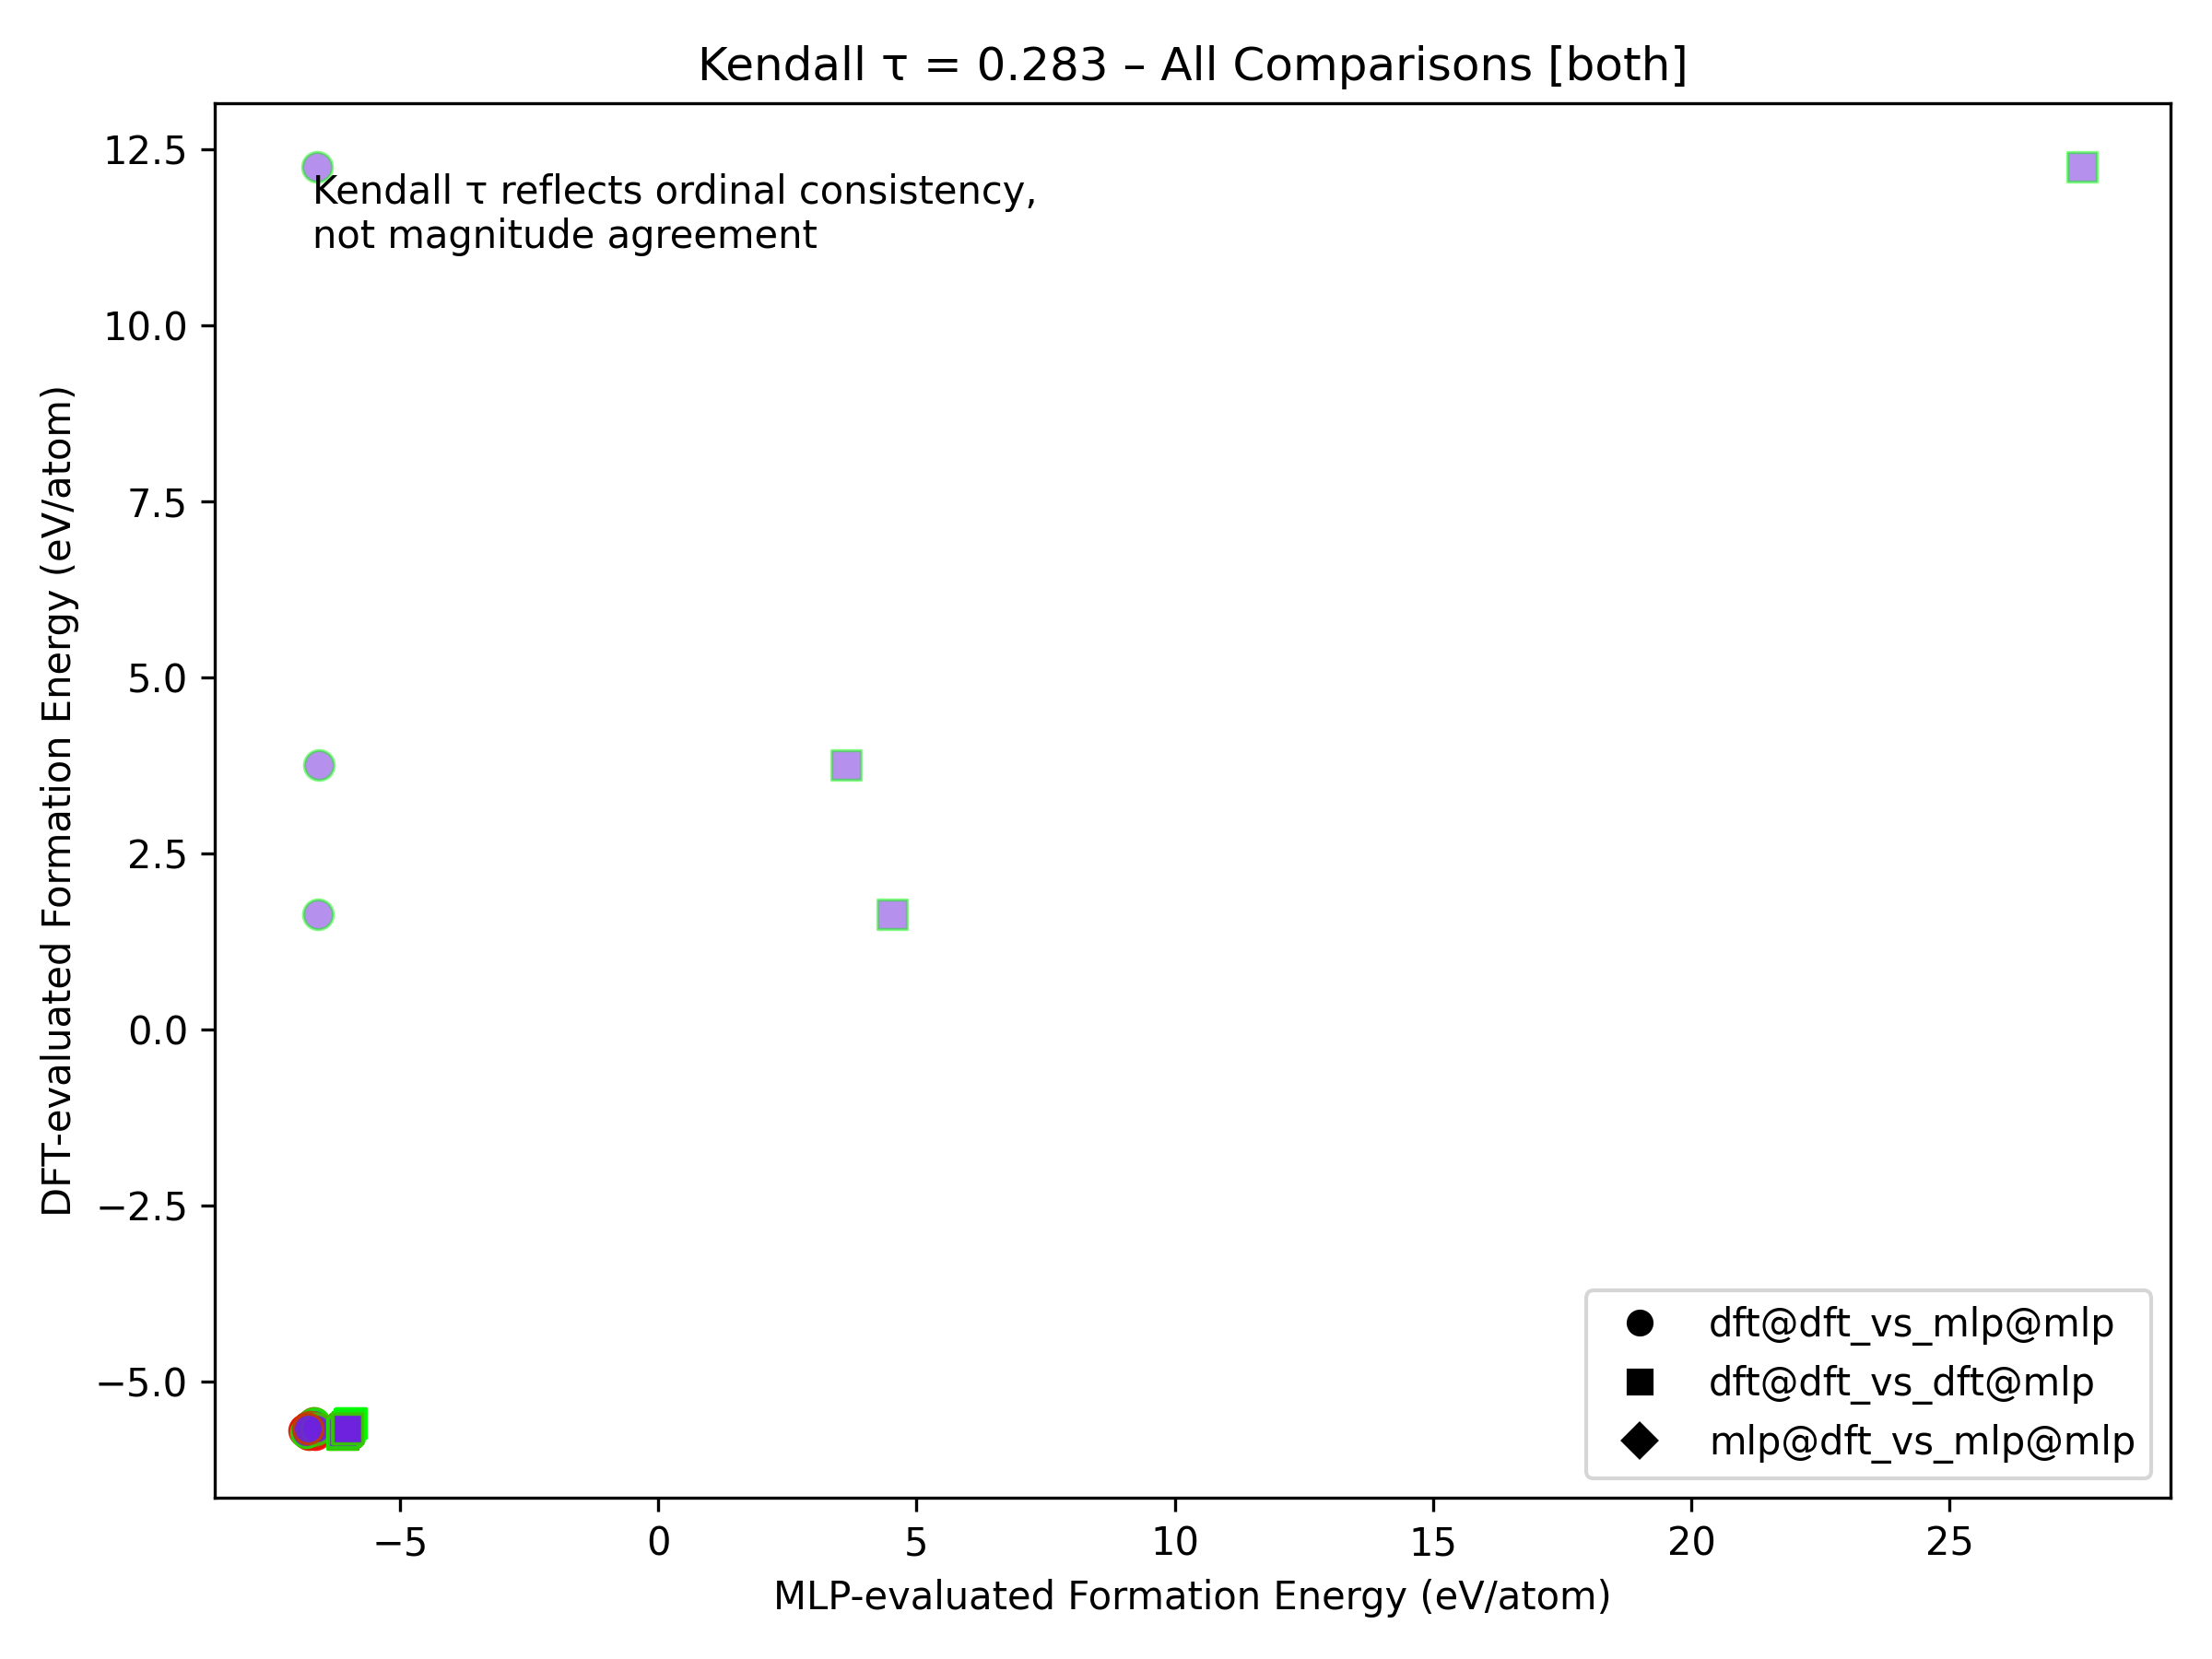 Kendall τ = 0.283 – All Comparisons [both]
12.5
10.0
7.5
5.0
2.5
0.0
−2.5
−5.0
DFT-evaluated Formation Energy (eV/atom)
Kendall τ reflects ordinal consistency,
not magnitude agreement
dft@dft_vs_mlp@mlp
dft@dft_vs_dft@mlp
mlp@dft_vs_mlp@mlp
−5
0
5
10
15
20
25
MLP-evaluated Formation Energy (eV/atom)